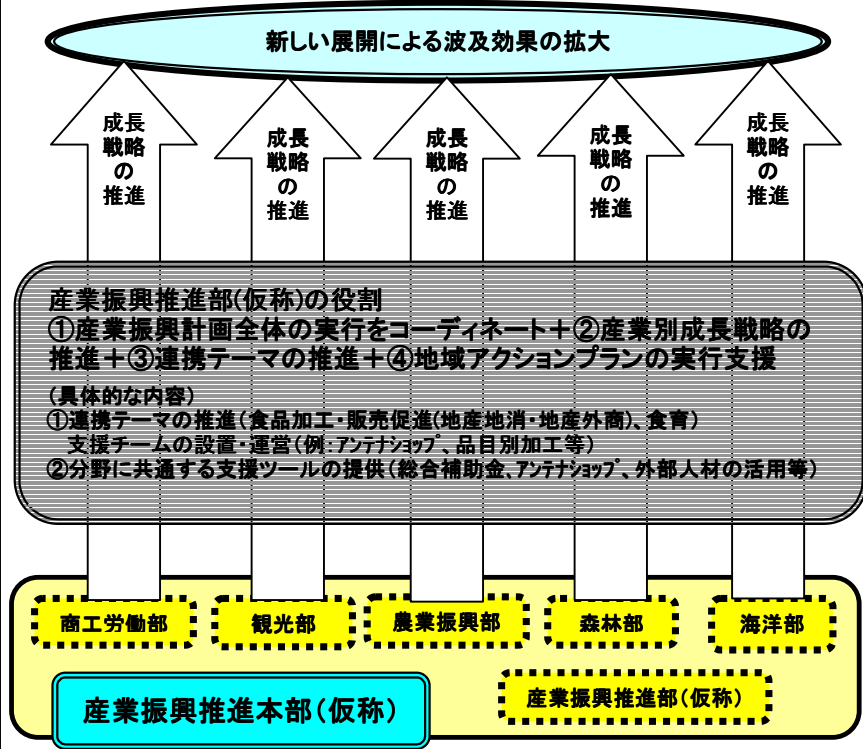 新しい展開による波及効果の拡大
成長
戦略
の
推進
成長
戦略
の
推進
成長
戦略
の
推進
成長
戦略
の
推進
成長
戦略
の
推進
産業振興推進部(仮称)の役割
①産業振興計画全体の実行をコーディネート＋②産業別成長戦略の
推進＋③連携テーマの推進＋④地域アクションプランの実行支援
(具体的な内容)
①連携テーマの推進(食品加工・販売促進(地産地消・地産外商)、食育)
支援チームの設置・運営(例:ｱﾝﾃﾅｼｮｯﾌﾟ、品目別加工等)
②分野に共通する支援ツールの提供(総合補助金、ｱﾝﾃﾅｼｮｯﾌﾟ、外部人材の活用等)
商工労働部
観光部
農業振興部
森林部
海洋部
産業振興推進部(仮称)
産業振興推進本部(仮称)